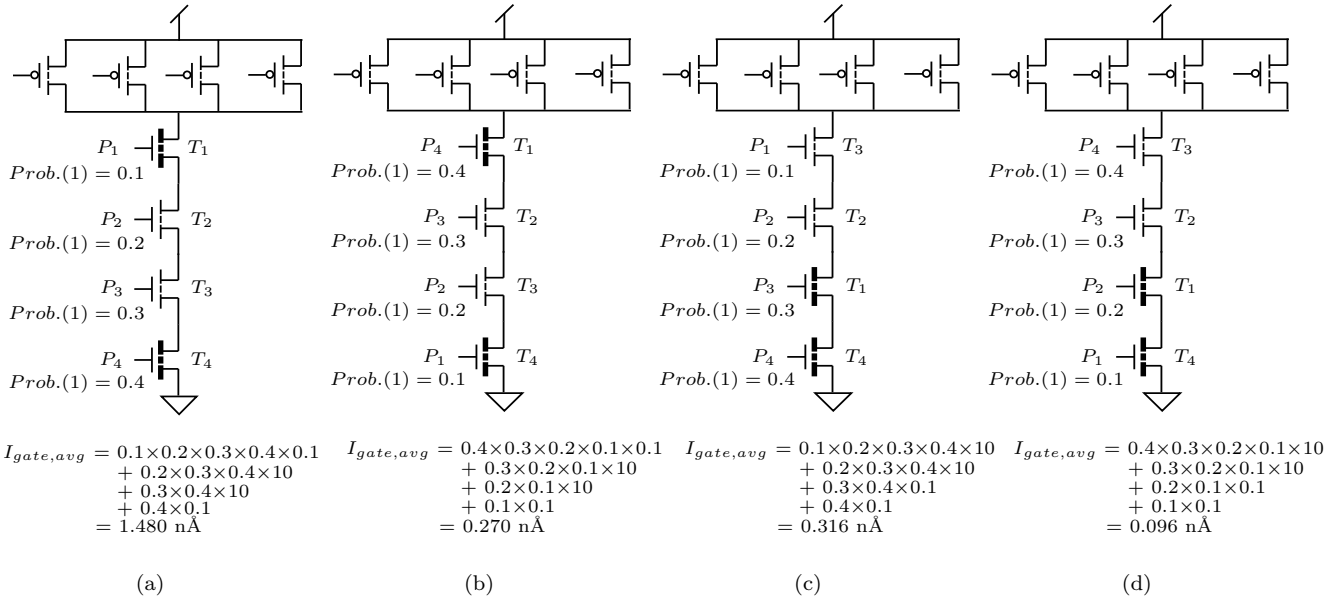 P1 T1
Prob.(1) = 0.1
P2 T2
Prob.(1) = 0.2
P3 T3
Prob.(1) = 0.3
P4 T4
Prob.(1) = 0.4
Igate,avg = 0.1×0.2×0.3×0.4×0.1
+ 0.2×0.3×0.4×10
+ 0.3×0.4×10
+ 0.4×0.1
= 1.480 nÅ
(a)
P4 T1
Prob.(1) = 0.4
P3 T2
Prob.(1) = 0.3
P2 T3
Prob.(1) = 0.2
P1 T4
Prob.(1) = 0.1
Igate,avg = 0.4×0.3×0.2×0.1×0.1
+ 0.3×0.2×0.1×10
+ 0.2×0.1×10
+ 0.1×0.1
= 0.270 nÅ
(b)
P1 T3
Prob.(1) = 0.1
P2 T2
Prob.(1) = 0.2
P3 T1
Prob.(1) = 0.3
P4 T4
Prob.(1) = 0.4
Igate,avg = 0.1×0.2×0.3×0.4×10
+ 0.2×0.3×0.4×10
+ 0.3×0.4×0.1
+ 0.4×0.1
= 0.316 nÅ
(c)
P4 T3
Prob.(1) = 0.4
P3 T2
Prob.(1) = 0.3
P2 T1
Prob.(1) = 0.2
P1 T4
Prob.(1) = 0.1
Igate,avg = 0.4×0.3×0.2×0.1×10
+ 0.3×0.2×0.1×10
+ 0.2×0.1×0.1
+ 0.1×0.1
= 0.096 nÅ
(d)